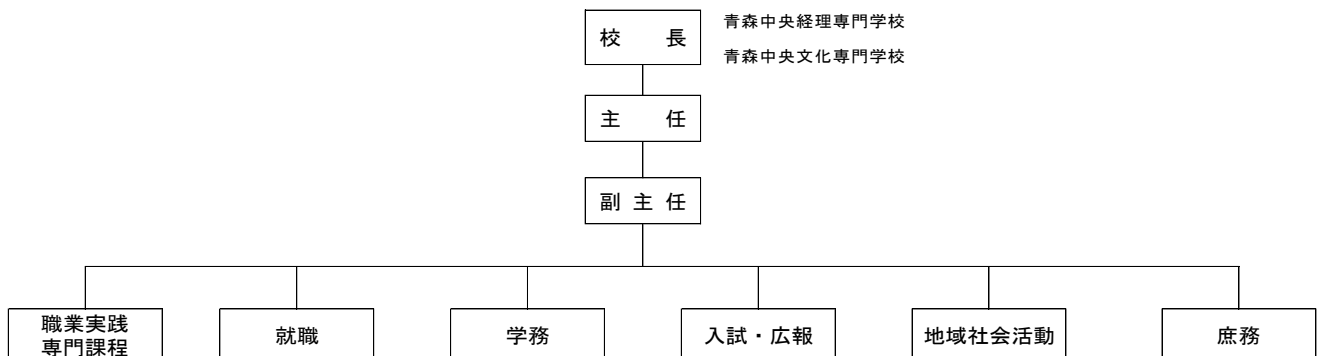 校長
青森中央経理専門学校
青森中央文化専門学校
主任
副主任
職業実践
専門課程
就職
学務
入試・広報
地域社会活動
庶務